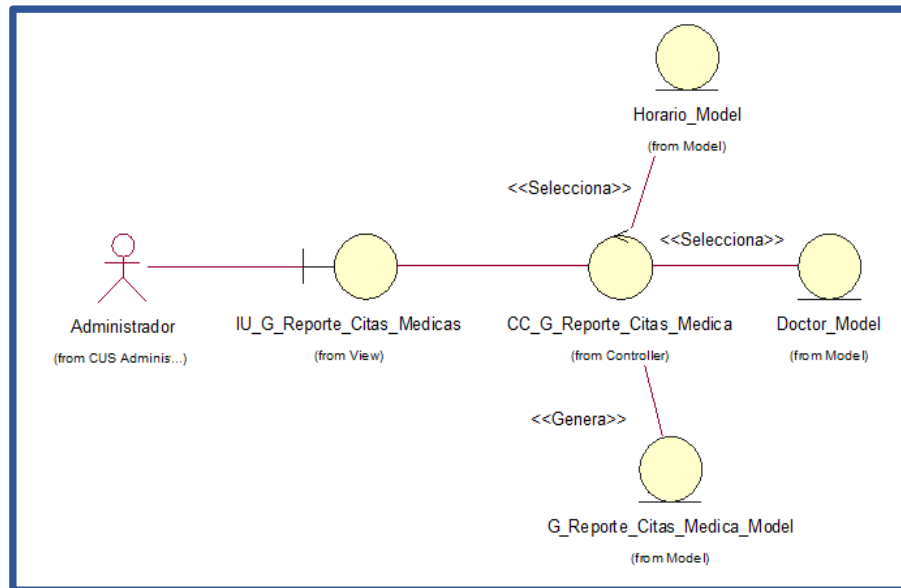 Horario_Model
(from Model)
<<Selecciona>>
<<Selecciona>>
Administrador
(from CUS Adminis...)
IU_G_Reporte_Citas_Medicas
(from View)
CC_G_Reporte_Citas_Medica
(from Controller)
Doctor_Model
(from Model)
<<Genera>>
G_Reporte_Citas_Medica_Model
(from Model)